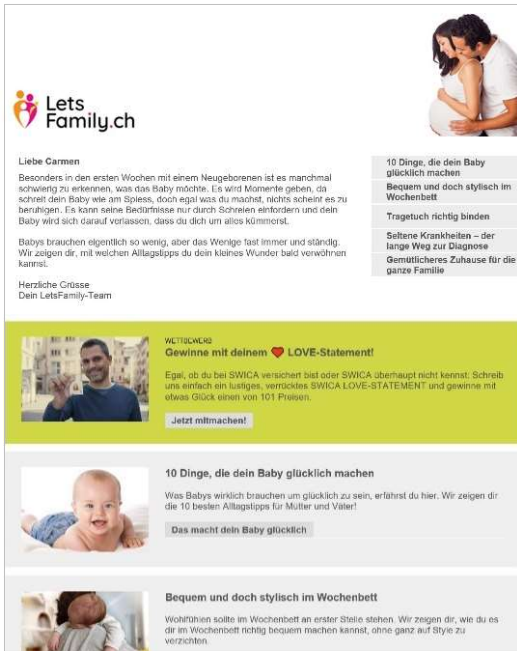 Lets
Family.ch
Liebe Carmen
Besonders in den ersten Wochen mit einem Neugeborenen ist es manchmal
schwierig zu erkennen, was das Baby möchte. Es wird Momente geben, da
schreit dein Baby wie am Spiess, doch egal was du machst, nichts scheint es zu
beruhigen. Es kann seine Bedürfnisse nur durch Schreien einfordern und dein
Baby wird sich darauf verlassen, dass du dich um alles kümmerst.
Babys brauchen eigentlich so wenig, aber das Wenige fast immer und ständig.
Wir zeigen dir, mit welchen Alltagstipps du dein kleines Wunder bald verwöhnen
kannst.
Herzliche Grüsse
Dein LetsFamily-Team
10 Dinge, die dein Baby
glücklich machen
Bequem und doch stylisch im
Wochenbett
Tragetuch richtig binden
Seltene Krankheiten – der
lange Weg zur Diagnose
Gemütlicheres Zuhause für die
ganze Familie
WETTBEWERB
Gewinne mit deinem ❤ LOVE-Statement!
Egal, ob du bei SWICA versichert bist oder SWICA überhaupt nicht kennst: Schreib
uns einfach ein lustiges, verrücktes SWICA LOVE-STATEMENT und gewinne mit
etwas Glück einen von 101 Preisen.
Jetzt mitmachen!
10 Dinge, die dein Baby glücklich machen
Was Babys wirklich brauchen um glücklich zu sein, erfährst du hier. Wir zeigen dir
die 10 besten Alltagstipps für Mütter und Väter!
Das macht dein Baby glücklich
Bequem und doch stylisch im Wochenbett
Wohlfühlen sollte im Wochenbett an erster Stelle stehen. Wir zeigen dir, wie du es
dir im Wochenbett richtig bequem machen kannst, ohne ganz auf Style zu
verzichten.